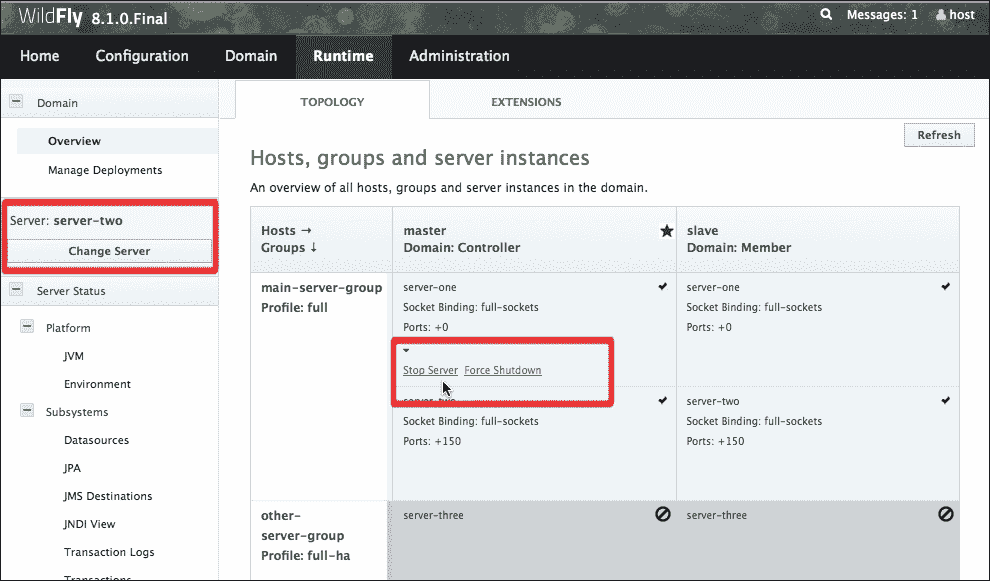 WildFly 8.1.0.Final
Messages: 1 host
Home Configuration Domain Runtime Administration
Domain
Overview
Manage Deployments
Server: server-two
Change Server
Server Status
Platform
JVM
Environment
Subsystems
Datasources
JPA
JMS Destinations
JNDI View
Transaction Logs
Transactions
TOPOLOGY EXTENSIONS
Refresh
Hosts, groups and server instances
An overview of all hosts, groups and server instances in the domain.
Hosts →
Groups ↓
master
Domain: Controller
slave
Domain: Member
main-server-group
Profile: full
server-one
Socket Binding: full-sockets
Ports: +0
Stop Server Force Shutdown
server-two
Socket Binding: full-sockets
Ports: +150
server-one
Socket Binding: full-sockets
Ports: +0
server-two
Socket Binding: full-sockets
Ports: +150
other-
server-group
Profile: full-ha
server-three
server-three